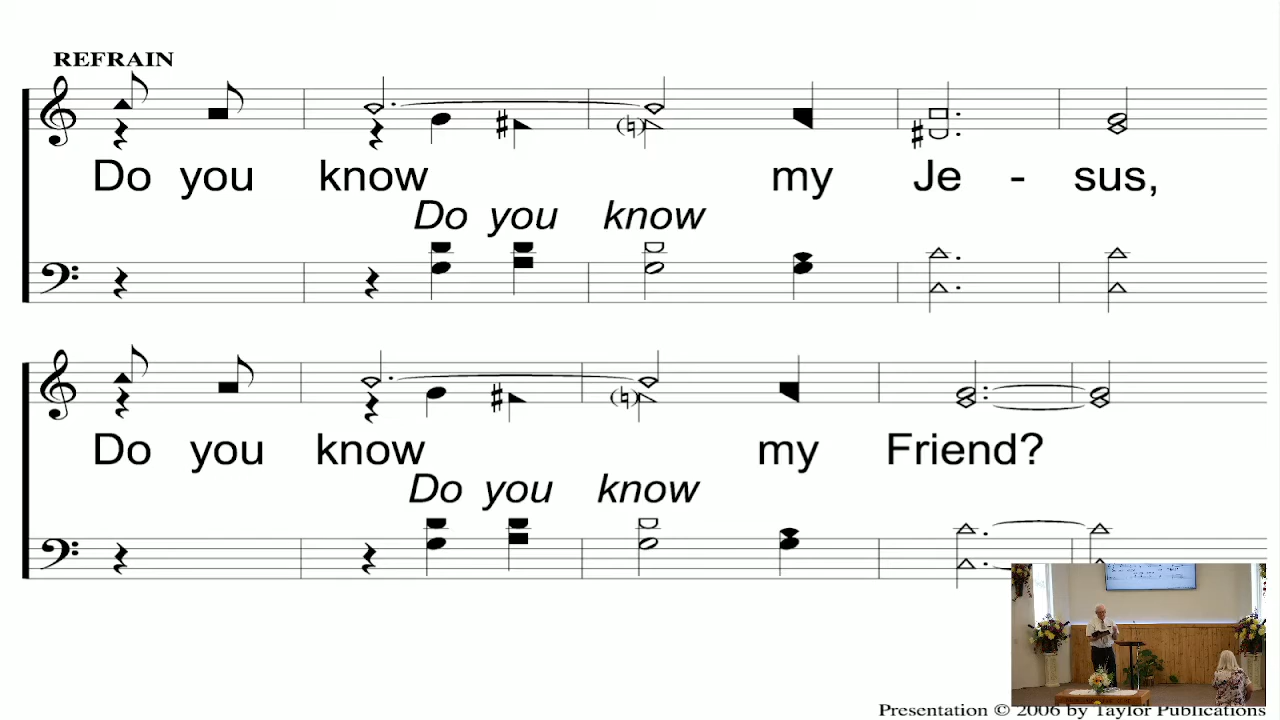 REFRAIN
Do you know my Je - sus,
Do you know
Do you know my Friend?
Do you know
Presentation © 2006 by Taylor Publications